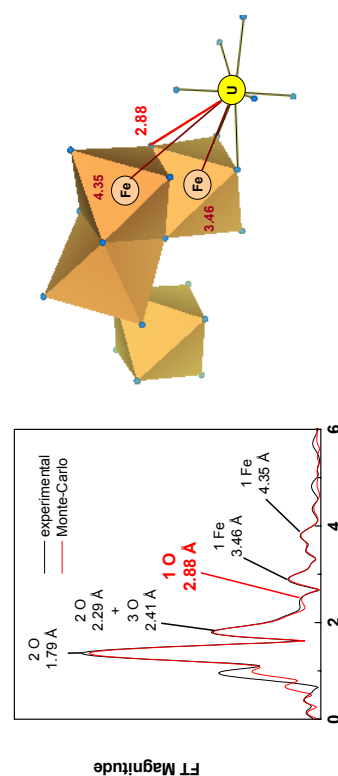 FT Magnitude
2 O
1.79 Å
2 O
2.29 Å
+
3 O
2.41 Å
experimental
Monte-Carlo
1 O
2.88 Å
1 Fe
3.46 Å
1 Fe
4.35 Å
0
2
4
6
4.35
Fe
2.88
Fe
3.46
U